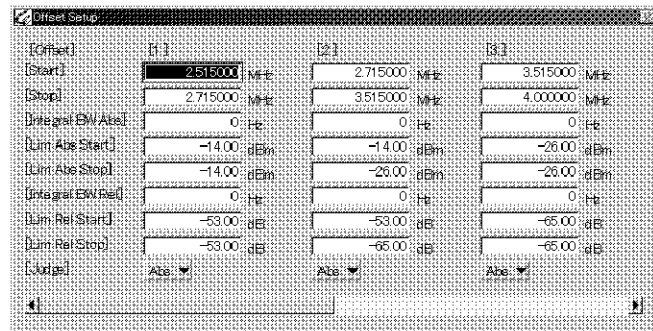 Offset Setup
[Offset] [1] [2] [3]
[Start] 2.515000 MHz 2.715000 MHz 3.515000 MHz
[Stop] 2.715000 MHz 3.515000 MHz 4.000000 MHz
[Integral BW Abs] 0 Hz 0 Hz 0 Hz
[Lim Abs Start] -14.00 dBm -14.00 dBm -26.00 dBm
[Lim Abs Stop] -14.00 dBm -26.00 dBm -26.00 dBm
[Integral BW Rel] 0 Hz 0 Hz 0 Hz
[Lim Rel Start] -53.00 dB -53.00 dB -65.00 dB
[Lim Rel Stop] -53.00 dB -65.00 dB -65.00 dB
[Judge] Abs Abs Abs